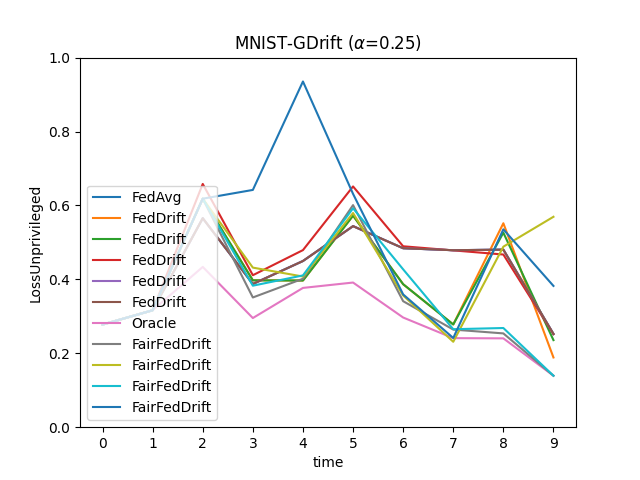 MNIST-GDrift (α=0.25)
LossUnprivileged
1.0
0.8
0.6
0.4
0.2
0.0
FedAvg
FedDrift
FedDrift
FedDrift
FedDrift
FedDrift
Oracle
FairFedDrift
FairFedDrift
FairFedDrift
FairFedDrift
0 1 2 3 4 5 6 7 8 9
time